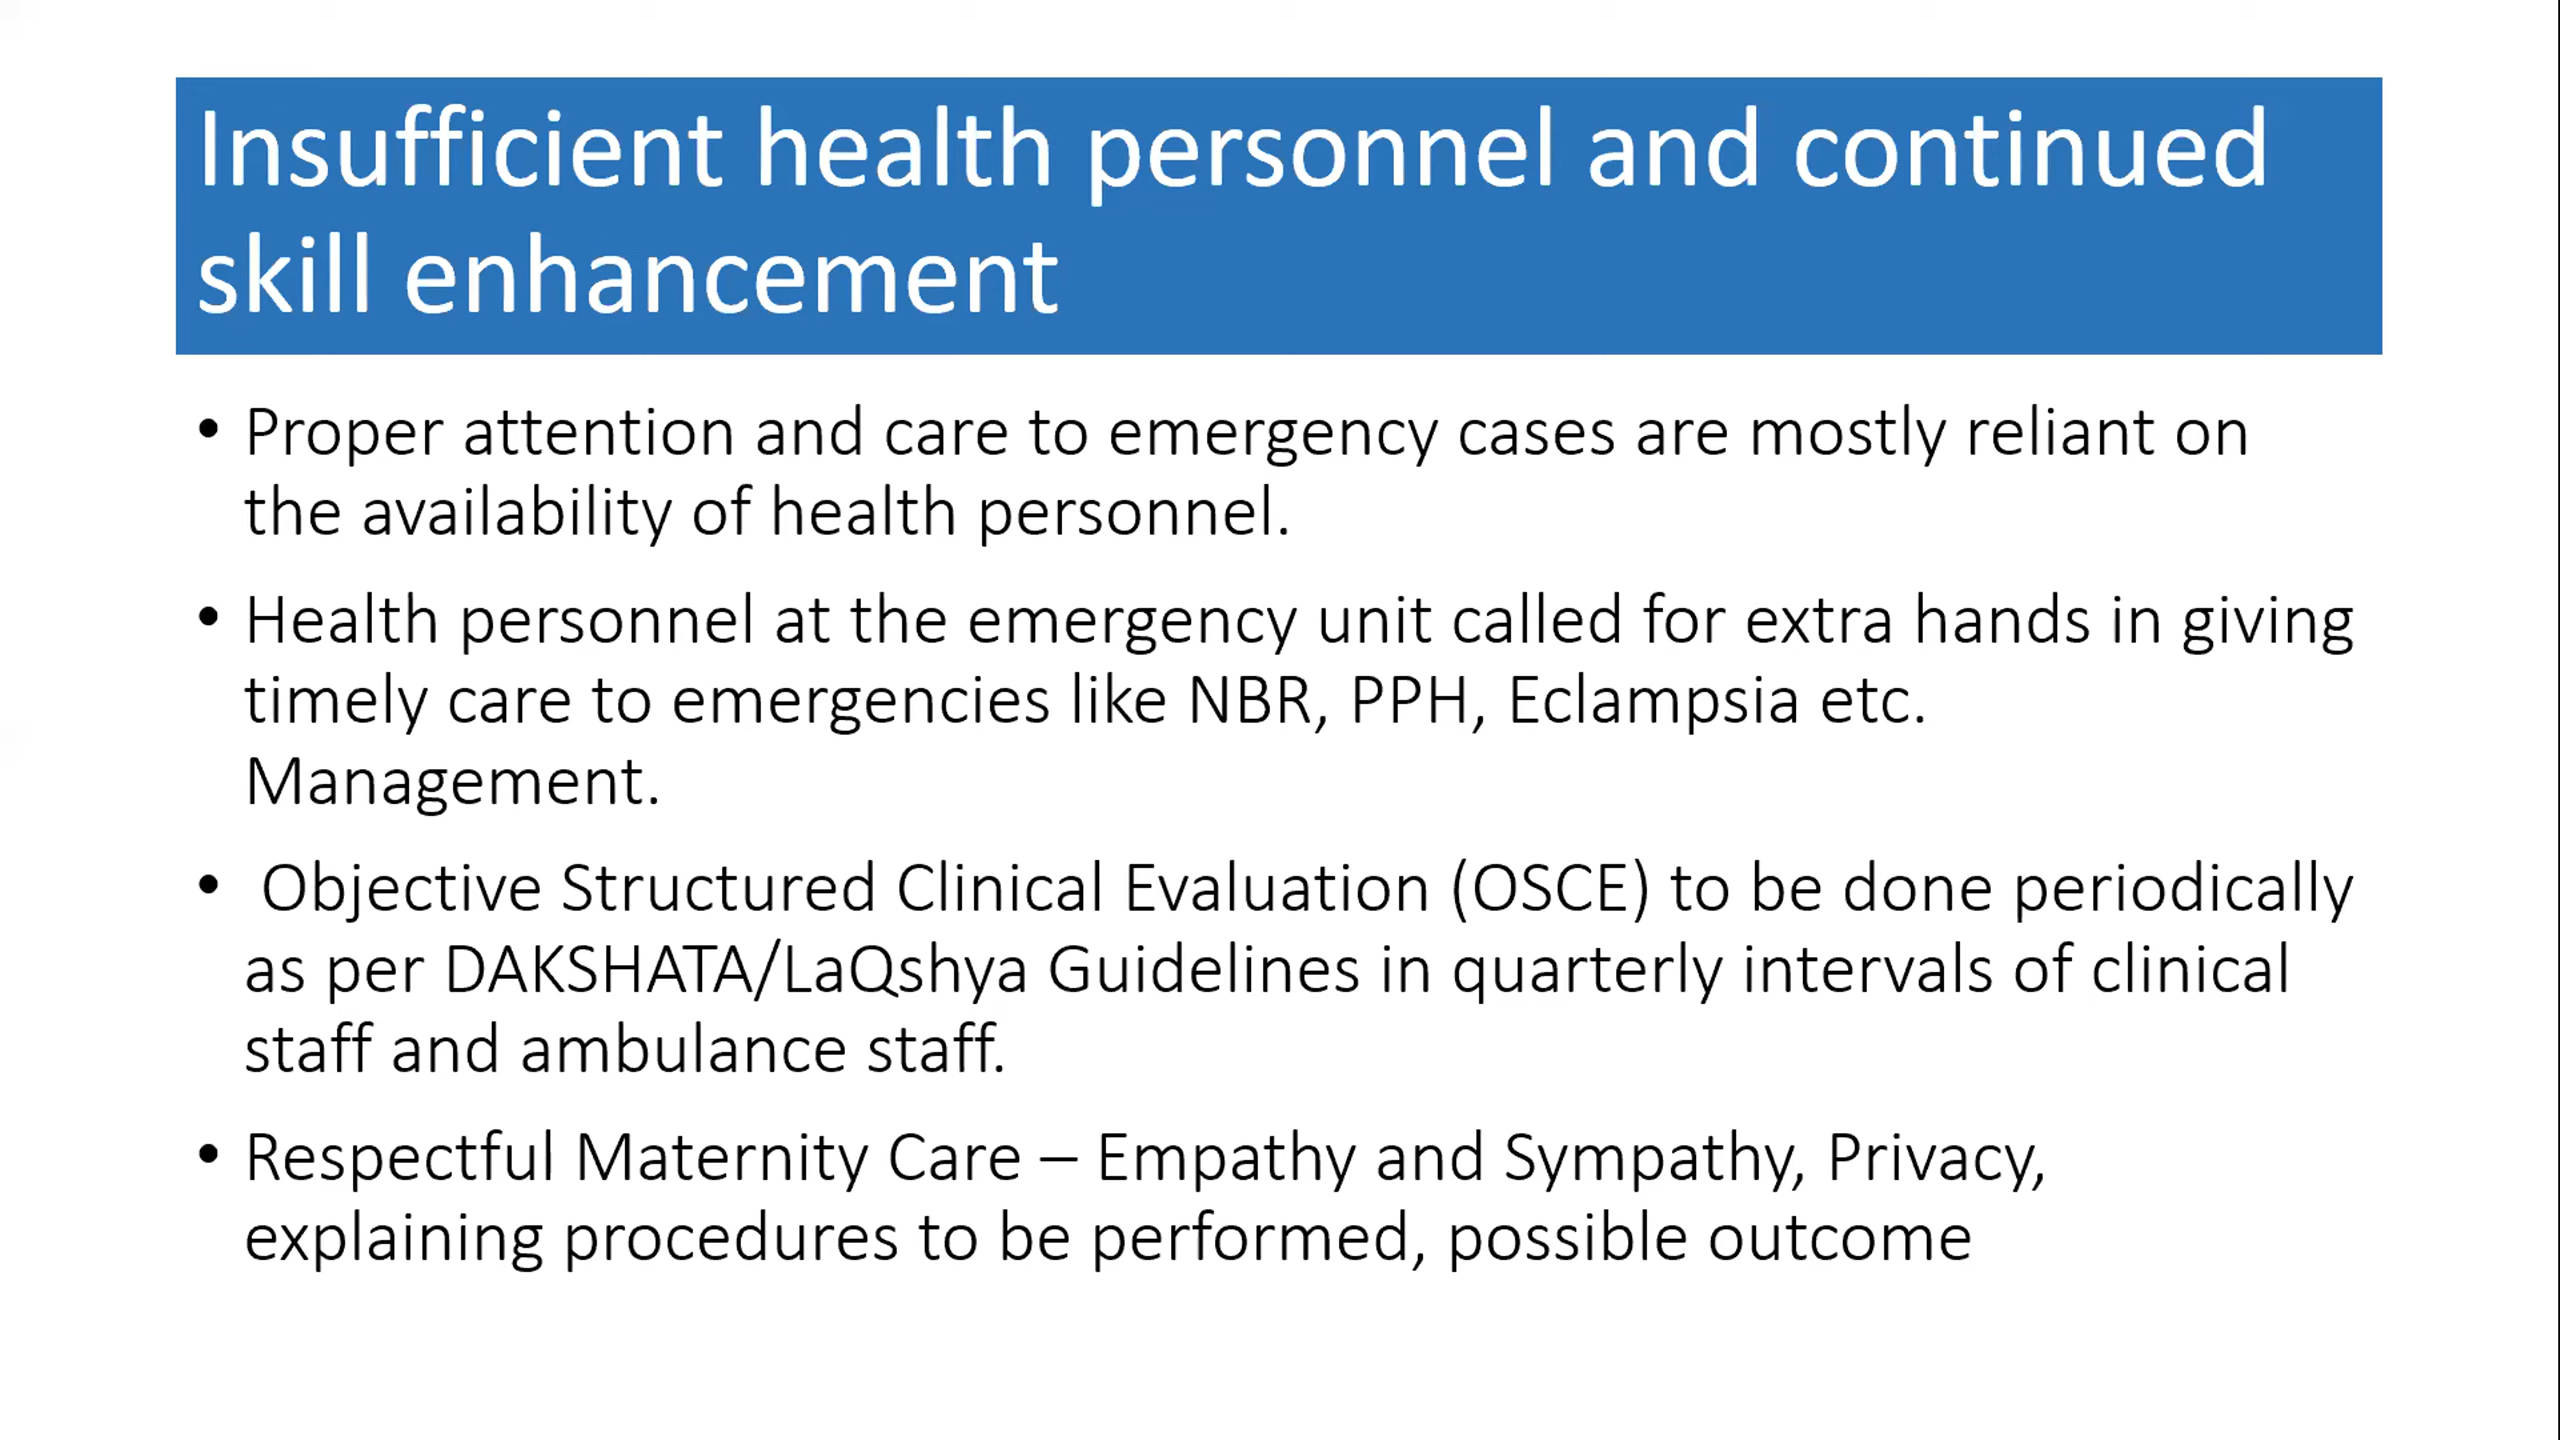 Insufficient health personnel and continued
skill enhancement
• Proper attention and care to emergency cases are mostly reliant on
the availability of health personnel.
• Health personnel at the emergency unit called for extra hands in giving
timely care to emergencies like NBR, PPH, Eclampsia etc.
Management.
• Objective Structured Clinical Evaluation (OSCE) to be done periodically
as per DAKSHATA/LaQshya Guidelines in quarterly intervals of clinical
staff and ambulance staff.
• Respectful Maternity Care – Empathy and Sympathy, Privacy,
explaining procedures to be performed, possible outcome